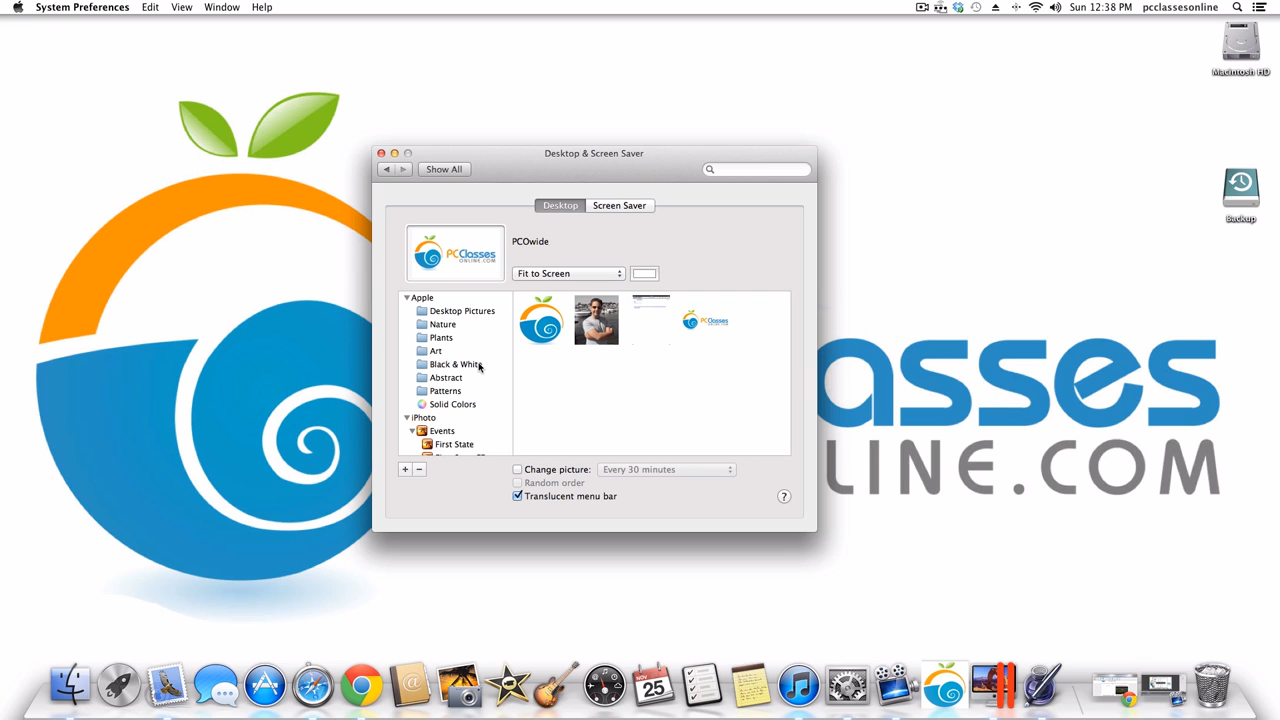 System Preferences Edit View Window Help Sun 12:38 PM pcclassesonline
Macintosh HD
Desktop & Screen Saver
Show All
Desktop Screen Saver
Backup
PCOwide
PCClasses
ONLINE.COM
Fit to Screen
Apple
Desktop Pictures
Nature
Plants
Art
Black & White
Abstract
Patterns
Solid Colors
iPhoto
Events
First State
asses
LINE.COM
Change picture: Every 30 minutes
Random order
Translucent menu bar
?
NOV
25